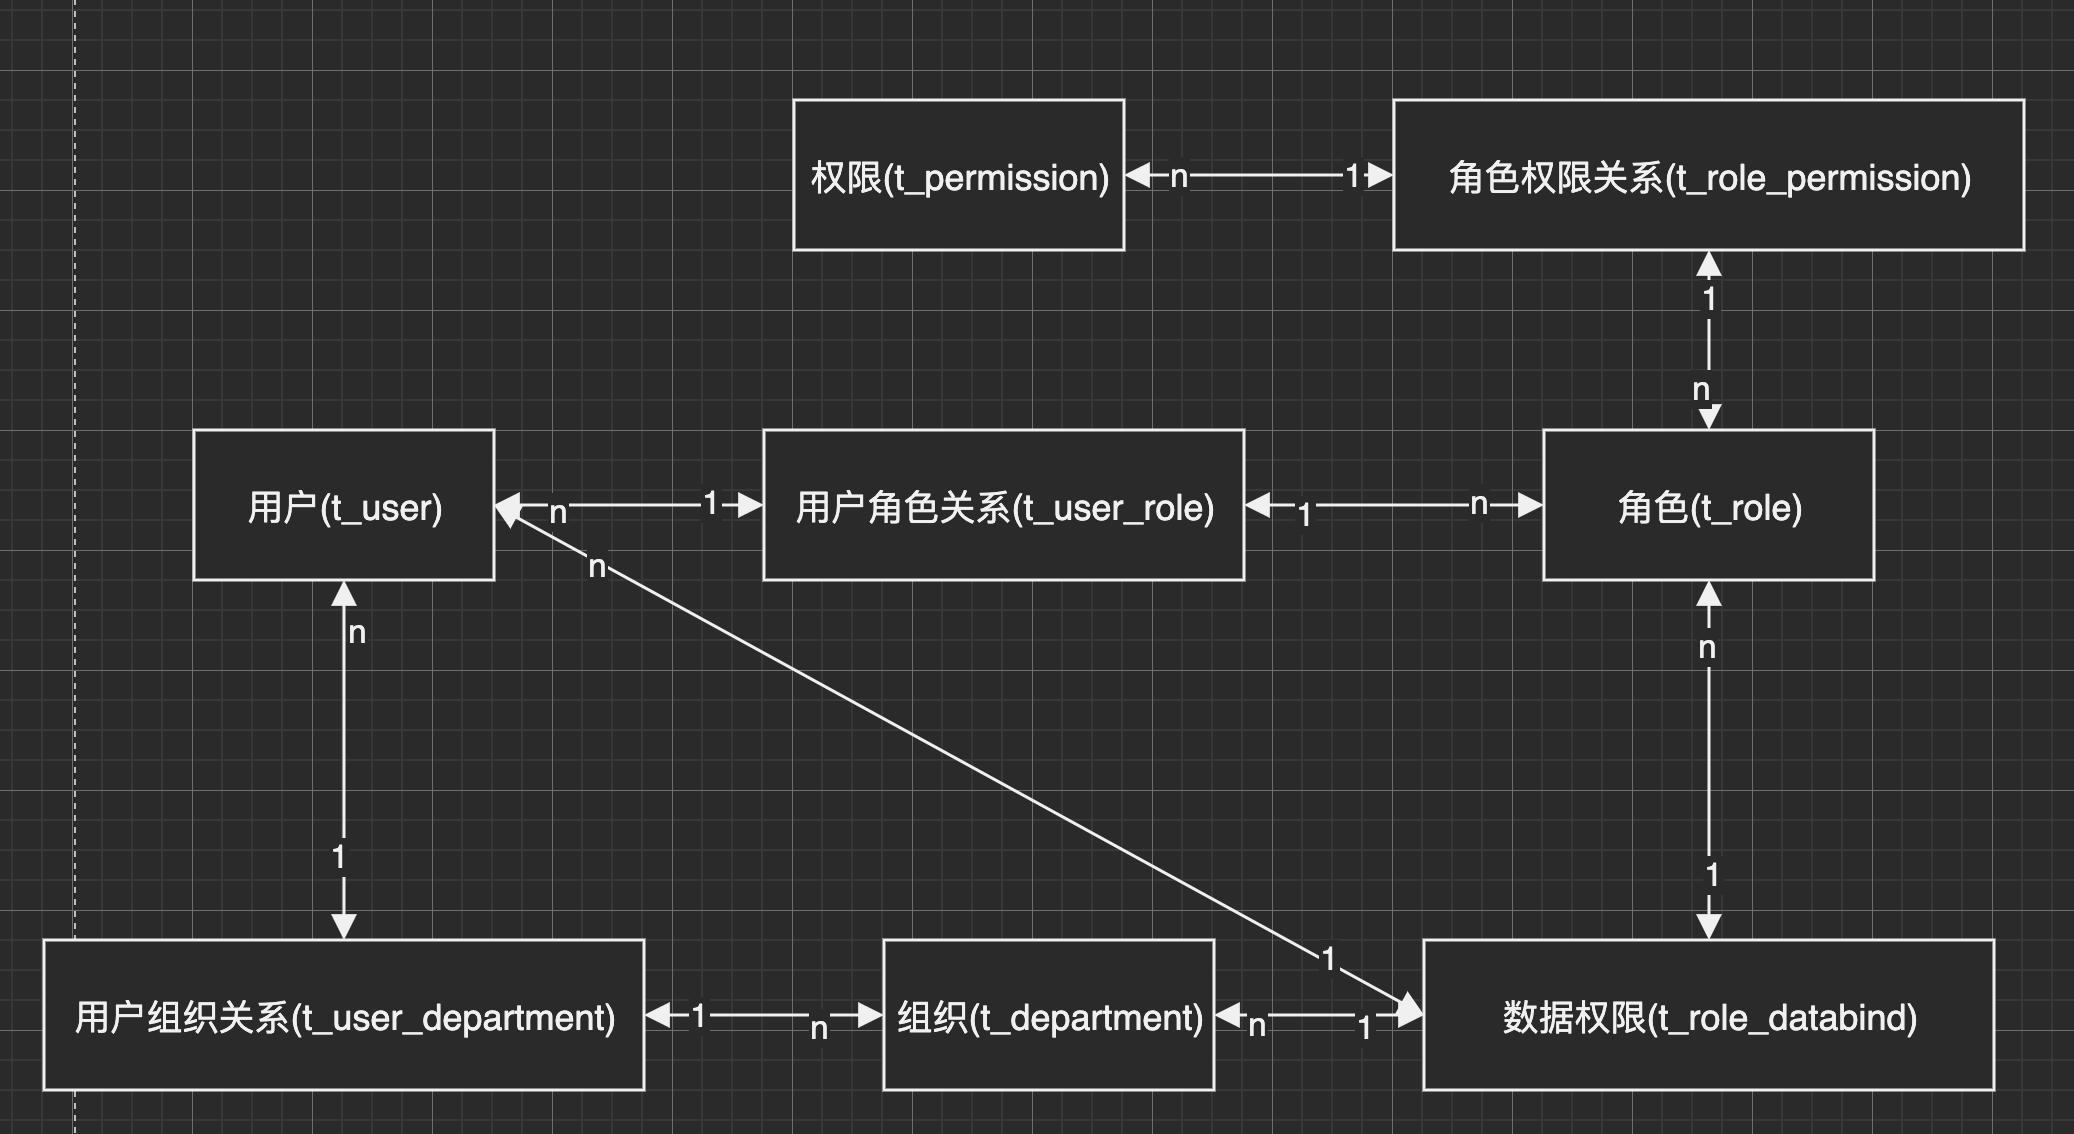 权限(t_permission)
n
1
角色权限关系(t_role_permission)
1
n
用户(t_user)
n
1
用户角色关系(t_user_role)
1
n
角色(t_role)
n
n
n
1
1
1
用户组织关系(t_user_department)
1
n
组织(t_department)
n
1
数据权限(t_role_databind)